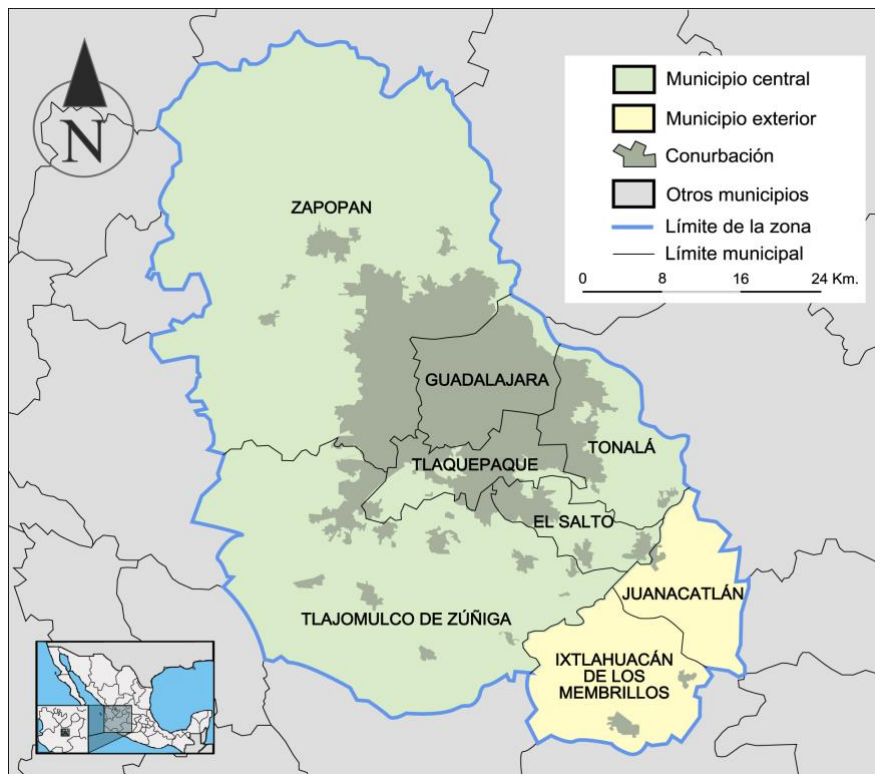 N
Municipio central
Municipio exterior
Conurbación
Otros municipios
Límite de la zona
Límite municipal
0 8 16 24 Km.
ZAPOPAN
GUADALAJARA
TONALÁ
TLAQUEPAQUE
EL SALTO
JUANACATLÁN
TLAJOMULCO DE ZÚÑIGA
IXTLAHUACÁN
DE LOS
MEMBRILLOS